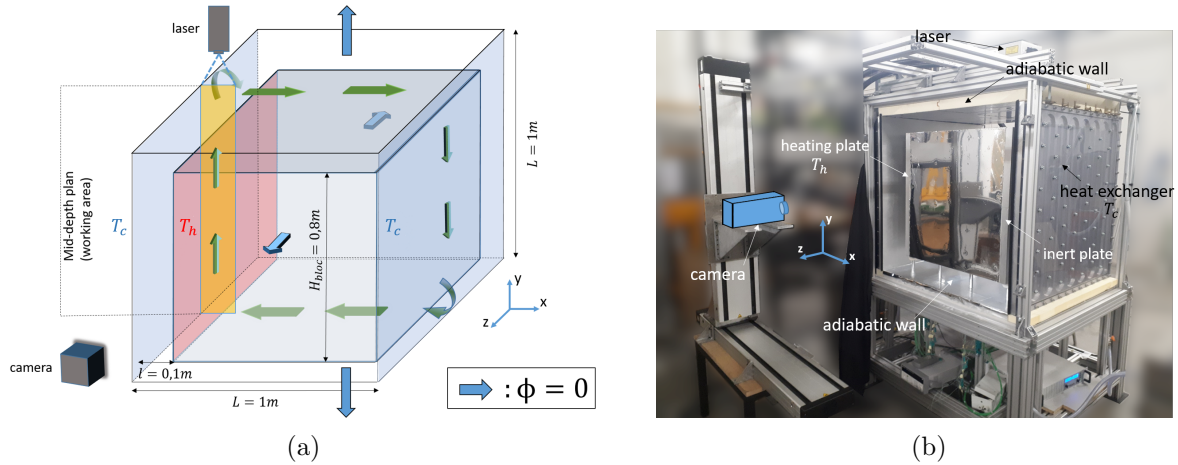 laser
L = 1m
Mid-depth plan
(working area)
T_c
T_h
T_c
H_bloc = 0,8m
y
x
z
camera
l = 0,1m
L = 1m
: ϕ = 0
(a)
laser
adiabatic wall
heating plate
T_h
heat exchanger
T_c
y
z
x
inert plate
camera
adiabatic wall
(b)